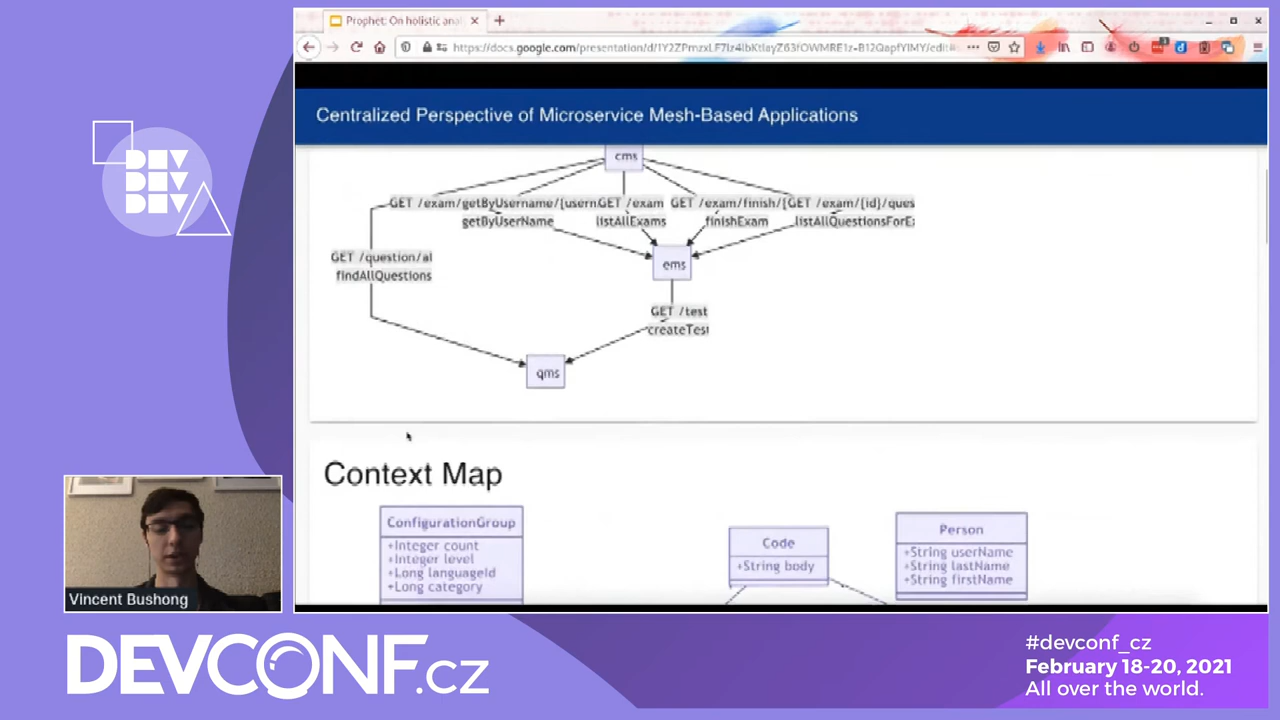 Prophet: On holistic anal
https://docs.google.com/presentation/d/
Centralized Perspective of Microservice Mesh-Based Applications
cms
GET /exam/getByUsername/{usern
GET /exam
GET /exam/finish/{
GET /exam/{id}/ques
getByUserName
listAllExams
finishExam
listAllQuestionsForE
GET /question/al
findAllQuestions
ems
GET /test
createTest
qms
Context Map
ConfigurationGroup
+Integer count
+Integer level
+Long languageId
+Long category
Code
+String body
Person
+String userName
+String lastName
+String firstName
DEV
DEV
DEV
Vincent Bushong
DEVCONF.cz
#devconf_cz
February 18-20, 2021
All over the world.